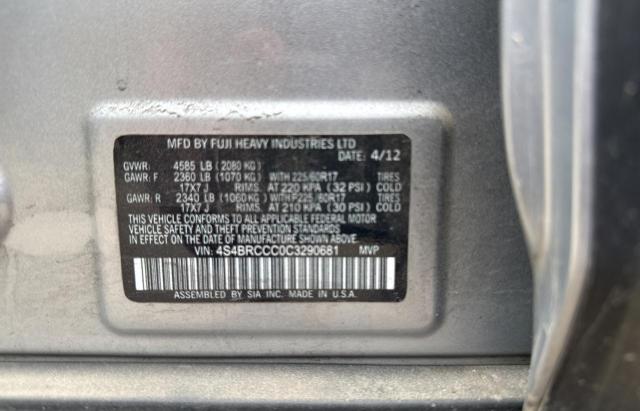 MFD BY FUJI HEAVY INDUSTRIES LTD
DATE: 4/12
GVWR: 4585 LB (2080 KG)
GAWR: F 2360 LB (1070 KG) WITH 225/60R17 TIRES
17X7 J RIMS. AT 220 KPA (32 PSI) COLD
GAWR: R 2340 LB (1060 KG) WITH P225/60R17 TIRES
17X7 J RIMS. AT 210 KPA (30 PSI) COLD
THIS VEHICLE CONFORMS TO ALL APPLICABLE FEDERAL MOTOR
VEHICLE SAFETY AND THEFT PREVENTION STANDARDS IN EFFECT
ON THE DATE OF MANUFACTURE SHOWN ABOVE.
VIN: 4S4BRCCC0C3290681 MVP
ASSEMBLED BY SIA INC. MADE IN U.S.A.